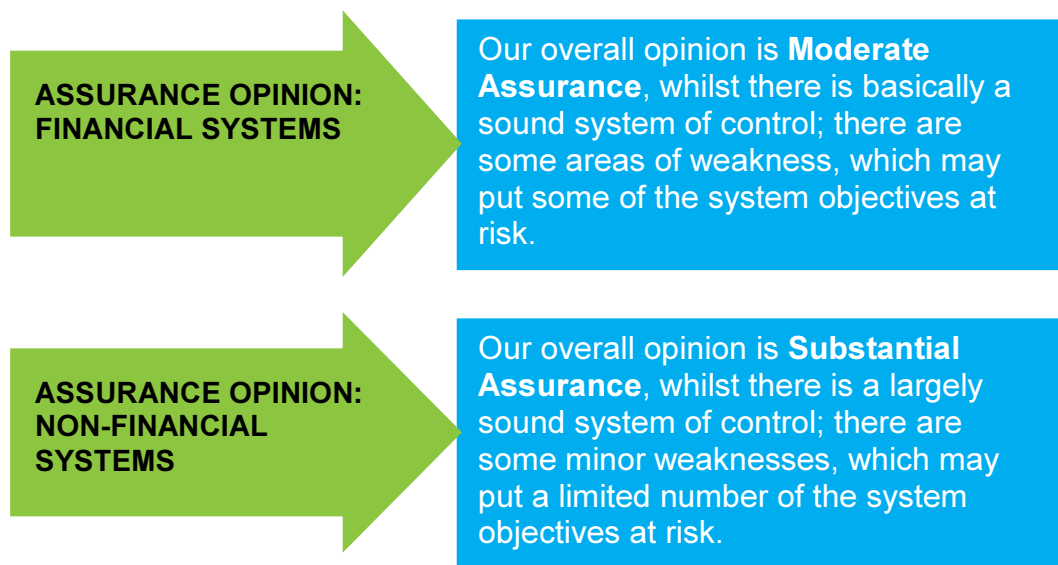 ASSURANCE OPINION:
FINANCIAL SYSTEMS
Our overall opinion is Moderate
Assurance, whilst there is basically a
sound system of control; there are
some areas of weakness, which may
put some of the system objectives at
risk.
ASSURANCE OPINION:
NON-FINANCIAL
SYSTEMS
Our overall opinion is Substantial
Assurance, whilst there is a largely
sound system of control; there are
some minor weaknesses, which may
put a limited number of the system
objectives at risk.